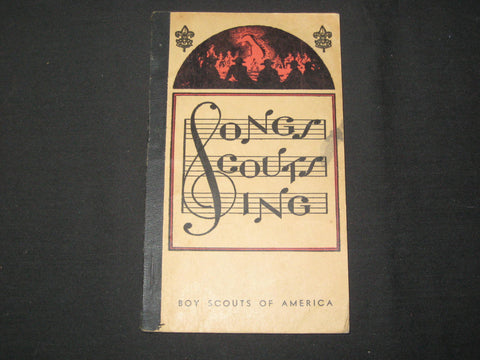 SONGS
SCOUTS
SING
BOY SCOUTS OF AMERICA